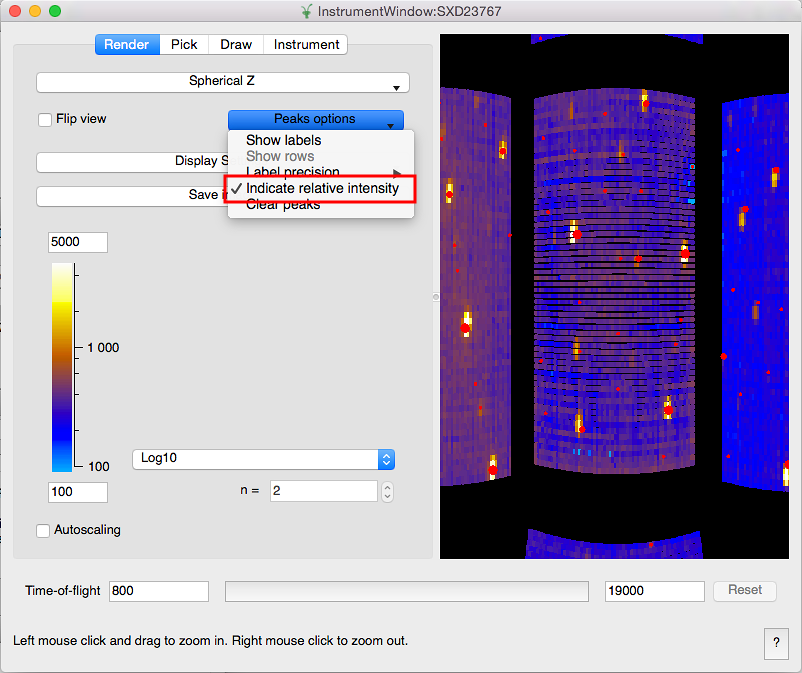 InstrumentWindow:SXD23767
Render Pick Draw Instrument
Spherical Z
Flip view Peaks options
Show labels
Display S Show rows
Label precision
Save i Indicate relative intensity
Clear peaks
5000
1 000
100
Log10
100 n = 2
Autoscaling
Time-of-flight 800 19000 Reset
Left mouse click and drag to zoom in. Right mouse click to zoom out. ?